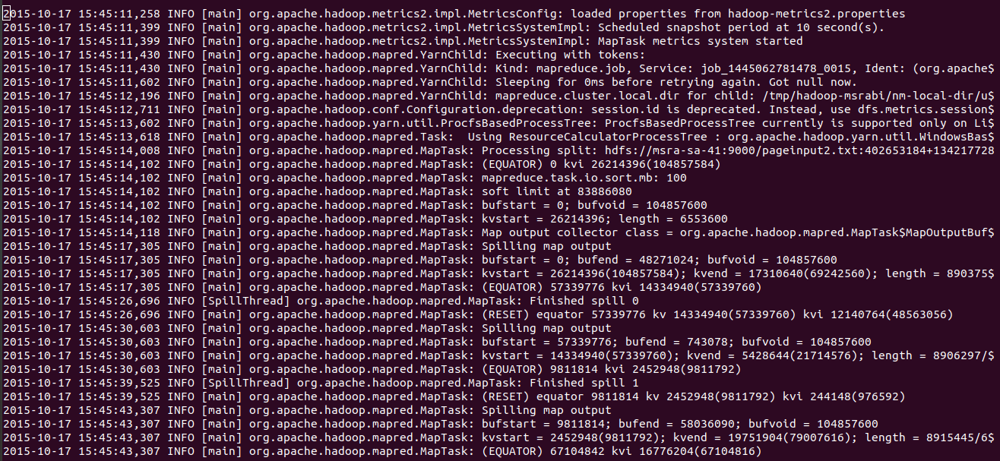 2015-10-17 15:45:11,258 INFO [main] org.apache.hadoop.metrics2.impl.MetricsConfig: loaded properties from hadoop-metrics2.properties
2015-10-17 15:45:11,399 INFO [main] org.apache.hadoop.metrics2.impl.MetricsSystemImpl: Scheduled snapshot period at 10 second(s).
2015-10-17 15:45:11,399 INFO [main] org.apache.hadoop.metrics2.impl.MetricsSystemImpl: MapTask metrics system started
2015-10-17 15:45:11,430 INFO [main] org.apache.hadoop.mapred.YarnChild: Executing with tokens:
2015-10-17 15:45:11,430 INFO [main] org.apache.hadoop.mapred.YarnChild: Kind: mapreduce.job, Service: job_1445062781478_0015, Ident: (org.apache$
2015-10-17 15:45:11,602 INFO [main] org.apache.hadoop.mapred.YarnChild: Sleeping for 0ms before retrying again. Got null now.
2015-10-17 15:45:12,196 INFO [main] org.apache.hadoop.mapred.YarnChild: mapreduce.cluster.local.dir for child: /tmp/hadoop-msrabi/nm-local-dir/u$
2015-10-17 15:45:12,711 INFO [main] org.apache.hadoop.conf.Configuration.deprecation: session.id is deprecated. Instead, use dfs.metrics.session$
2015-10-17 15:45:13,602 INFO [main] org.apache.hadoop.yarn.util.ProcfsBasedProcessTree: ProcfsBasedProcessTree currently is supported only on Li$
2015-10-17 15:45:13,618 INFO [main] org.apache.hadoop.mapred.Task:  Using ResourceCalculatorProcessTree : org.apache.hadoop.yarn.util.WindowsBas$
2015-10-17 15:45:14,008 INFO [main] org.apache.hadoop.mapred.MapTask: Processing split: hdfs://msra-sa-41:9000/pageinput2.txt:402653184+134217728
2015-10-17 15:45:14,102 INFO [main] org.apache.hadoop.mapred.MapTask: (EQUATOR) 0 kvi 26214396(104857584)
2015-10-17 15:45:14,102 INFO [main] org.apache.hadoop.mapred.MapTask: mapreduce.task.io.sort.mb: 100
2015-10-17 15:45:14,102 INFO [main] org.apache.hadoop.mapred.MapTask: soft limit at 83886080
2015-10-17 15:45:14,102 INFO [main] org.apache.hadoop.mapred.MapTask: bufstart = 0; bufvoid = 104857600
2015-10-17 15:45:14,102 INFO [main] org.apache.hadoop.mapred.MapTask: kvstart = 26214396; length = 6553600
2015-10-17 15:45:14,118 INFO [main] org.apache.hadoop.mapred.MapTask: Map output collector class = org.apache.hadoop.mapred.MapTask$MapOutputBuf$
2015-10-17 15:45:17,305 INFO [main] org.apache.hadoop.mapred.MapTask: Spilling map output
2015-10-17 15:45:17,305 INFO [main] org.apache.hadoop.mapred.MapTask: bufstart = 0; bufend = 48271024; bufvoid = 104857600
2015-10-17 15:45:17,305 INFO [main] org.apache.hadoop.mapred.MapTask: kvstart = 26214396(104857584); kvend = 17310640(69242560); length = 890375$
2015-10-17 15:45:17,305 INFO [main] org.apache.hadoop.mapred.MapTask: (EQUATOR) 57339776 kvi 14334940(57339760)
2015-10-17 15:45:26,696 INFO [SpillThread] org.apache.hadoop.mapred.MapTask: Finished spill 0
2015-10-17 15:45:26,696 INFO [main] org.apache.hadoop.mapred.MapTask: (RESET) equator 57339776 kv 14334940(57339760) kvi 12140764(48563056)
2015-10-17 15:45:30,603 INFO [main] org.apache.hadoop.mapred.MapTask: Spilling map output
2015-10-17 15:45:30,603 INFO [main] org.apache.hadoop.mapred.MapTask: bufstart = 57339776; bufend = 743078; bufvoid = 104857600
2015-10-17 15:45:30,603 INFO [main] org.apache.hadoop.mapred.MapTask: kvstart = 14334940(57339760); kvend = 5428644(21714576); length = 8906297/$
2015-10-17 15:45:30,603 INFO [main] org.apache.hadoop.mapred.MapTask: (EQUATOR) 9811814 kvi 2452948(9811792)
2015-10-17 15:45:39,525 INFO [SpillThread] org.apache.hadoop.mapred.MapTask: Finished spill 1
2015-10-17 15:45:39,525 INFO [main] org.apache.hadoop.mapred.MapTask: (RESET) equator 9811814 kv 2452948(9811792) kvi 244148(976592)
2015-10-17 15:45:43,307 INFO [main] org.apache.hadoop.mapred.MapTask: Spilling map output
2015-10-17 15:45:43,307 INFO [main] org.apache.hadoop.mapred.MapTask: bufstart = 9811814; bufend = 58036090; bufvoid = 104857600
2015-10-17 15:45:43,307 INFO [main] org.apache.hadoop.mapred.MapTask: kvstart = 2452948(9811792); kvend = 19751904(79007616); length = 8915445/6$
2015-10-17 15:45:43,307 INFO [main] org.apache.hadoop.mapred.MapTask: (EQUATOR) 67104842 kvi 16776204(67104816)